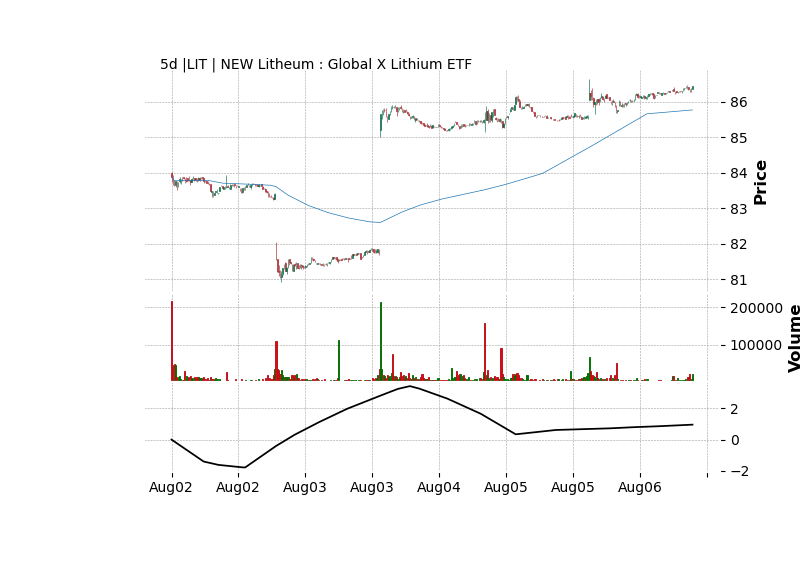 5d |LIT | NEW Litheum : Global X Lithium ETF
86
85
84
83
82
81
Price
200000
100000
Volume
2
0
−2
Aug02 Aug02 Aug03 Aug03 Aug04 Aug05 Aug05 Aug06